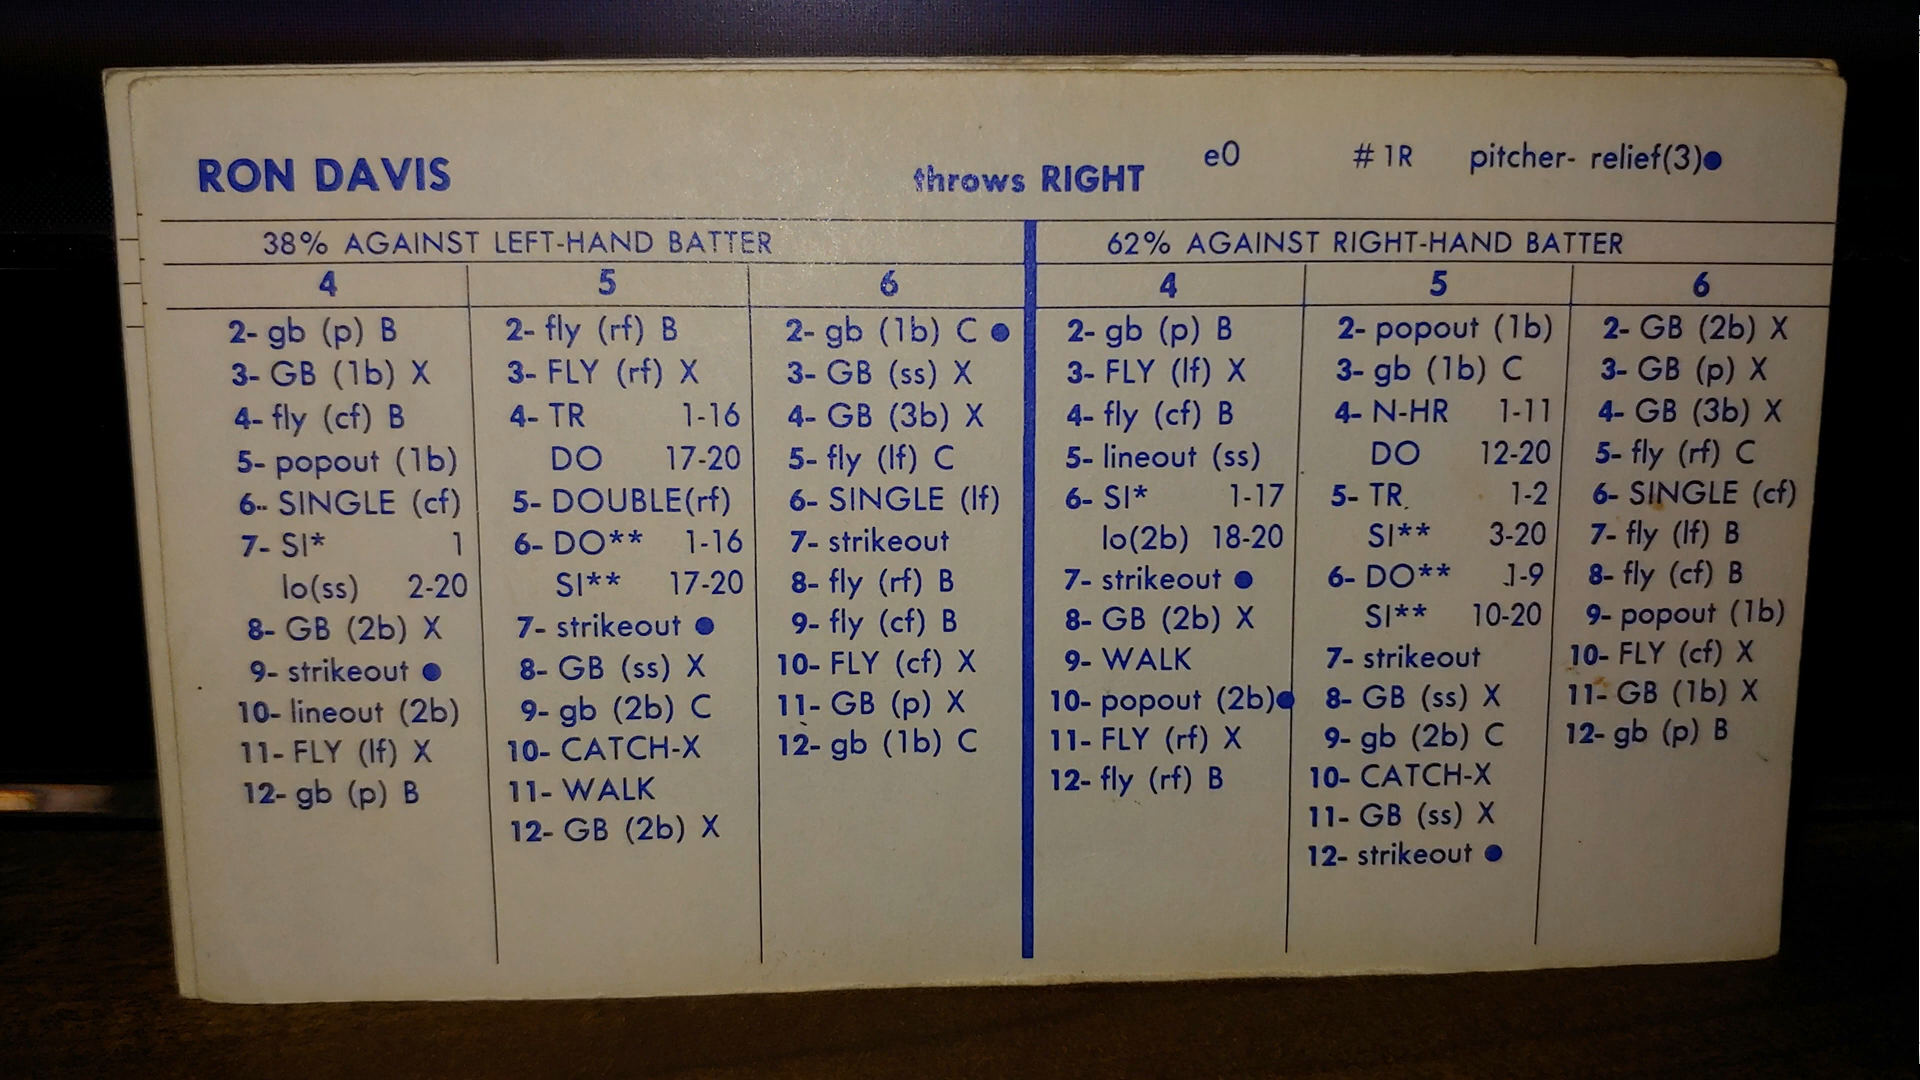 RON DAVIS throws RIGHT e0 # 1R pitcher- relief(3)●
38% AGAINST LEFT-HAND BATTER
4
2- gb (p) B
3- GB (1b) X
4- fly (cf) B
5- popout (1b)
6- SINGLE (cf)
7- SI* 1
lo(ss) 2-20
8- GB (2b) X
9- strikeout ●
10- lineout (2b)
11- FLY (lf) X
12- gb (p) B
5
2- fly (rf) B
3- FLY (rf) X
4- TR 1-16
DO 17-20
5- DOUBLE(rf)
6- DO** 1-16
SI** 17-20
7- strikeout ●
8- GB (ss) X
9- gb (2b) C
10- CATCH-X
11- WALK
12- GB (2b) X
6
2- gb (1b) C ●
3- GB (ss) X
4- GB (3b) X
5- fly (lf) C
6- SINGLE (lf)
7- strikeout
8- fly (rf) B
9- fly (cf) B
10- FLY (cf) X
11- GB (p) X
12- gb (1b) C
62% AGAINST RIGHT-HAND BATTER
4
2- gb (p) B
3- FLY (lf) X
4- fly (cf) B
5- lineout (ss)
6- SI* 1-17
lo(2b) 18-20
7- strikeout ●
8- GB (2b) X
9- WALK
10- popout (2b)●
11- FLY (rf) X
12- fly (rf) B
5
2- popout (1b)
3- gb (1b) C
4- N-HR 1-11
DO 12-20
5- TR 1-2
SI** 3-20
6- DO** 1-9
SI** 10-20
7- strikeout
8- GB (ss) X
9- gb (2b) C
10- CATCH-X
11- GB (ss) X
12- strikeout ●
6
2- GB (2b) X
3- GB (p) X
4- GB (3b) X
5- fly (rf) C
6- SINGLE (cf)
7- fly (lf) B
8- fly (cf) B
9- popout (1b)
10- FLY (cf) X
11- GB (1b) X
12- gb (p) B